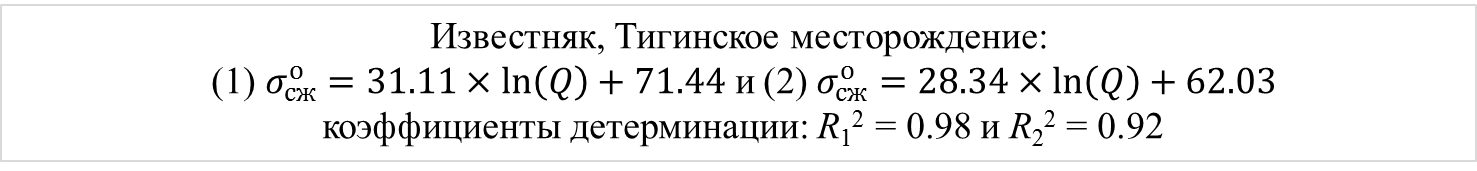 Известняк, Тигинское месторождение:
(1) σ°сж = 31.11 × ln(Q) + 71.44 и (2) σ°сж = 28.34 × ln(Q) + 62.03
коэффициенты детерминации: R₁² = 0.98 и R₂² = 0.92